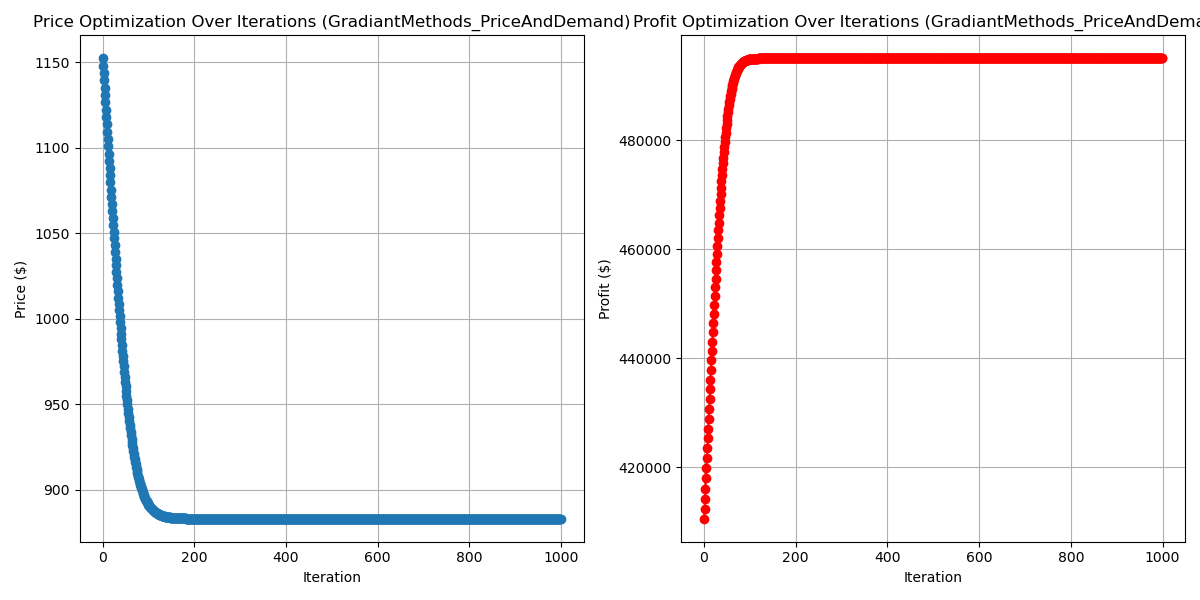 Price Optimization Over Iterations (GradiantMethods_PriceAndDemand)
1150
1100
1050
1000
950
900
Price ($)
0 200 400 600 800 1000
Iteration
Profit Optimization Over Iterations (GradiantMethods_PriceAndDema
480000
460000
440000
420000
Profit ($)
0 200 400 600 800 1000
Iteration